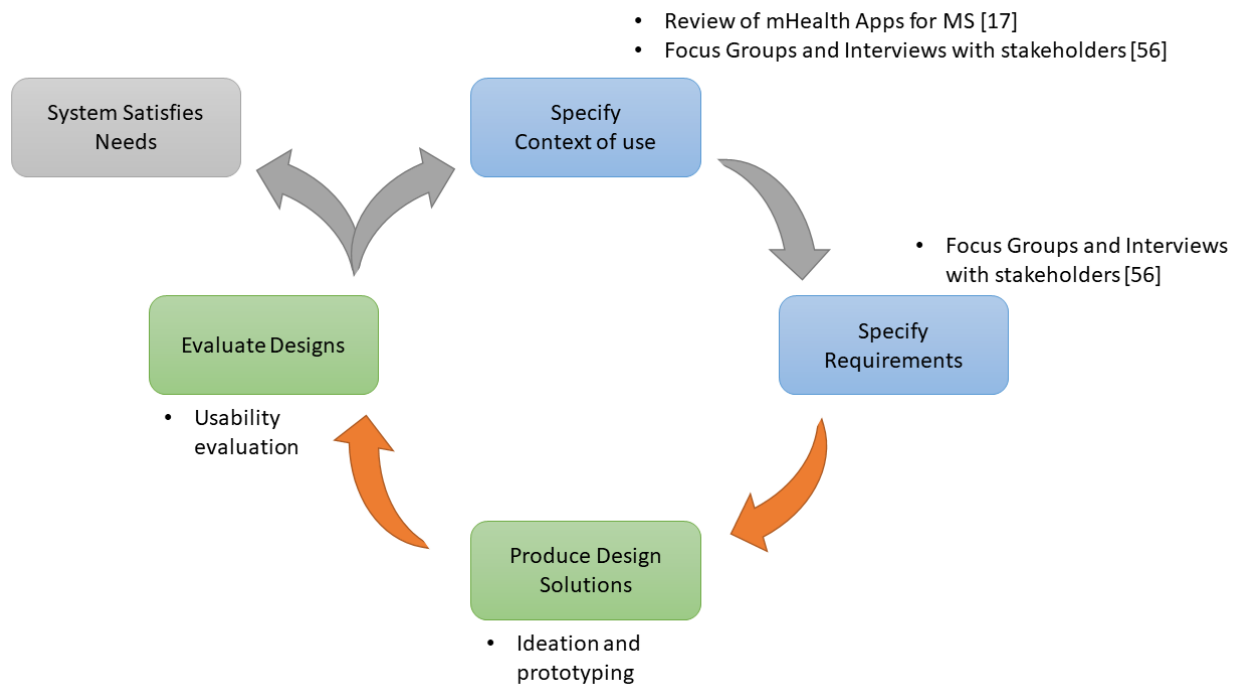 • Review of mHealth Apps for MS [17]
• Focus Groups and Interviews with stakeholders [56]
System Satisfies
Needs
Specify
Context of use
• Focus Groups and Interviews
with stakeholders [56]
Evaluate Designs
Specify
Requirements
• Usability
evaluation
Produce Design
Solutions
• Ideation and
prototyping